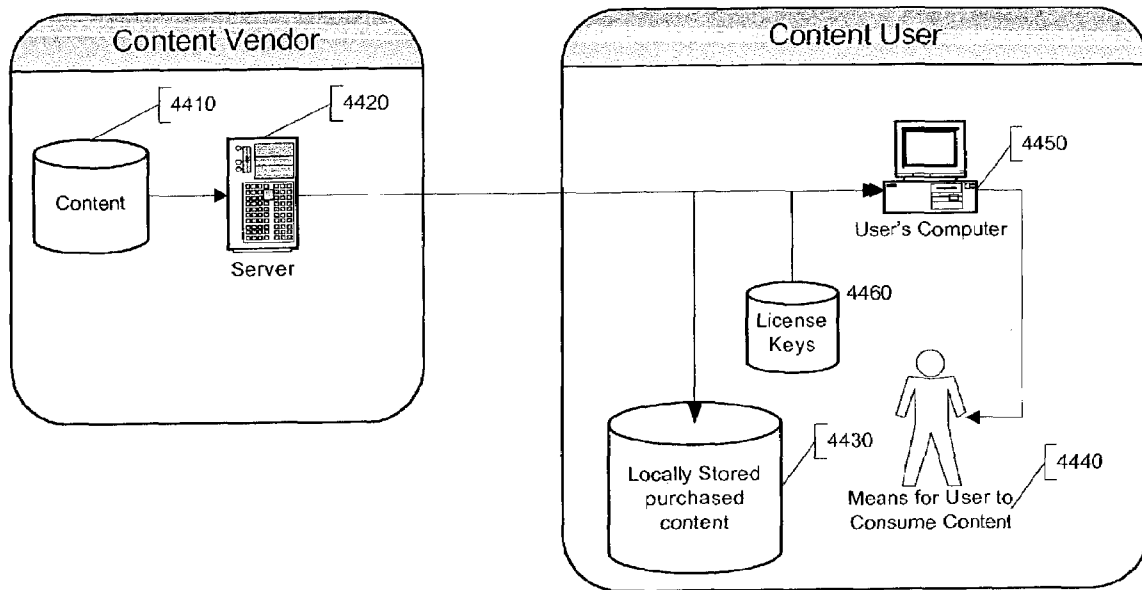 Content Vendor
4410
4420
Content
Server
Content User
4450
User's Computer
4460
License
Keys
4430
Locally Stored
purchased
content
4440
Means for User to
Consume Content